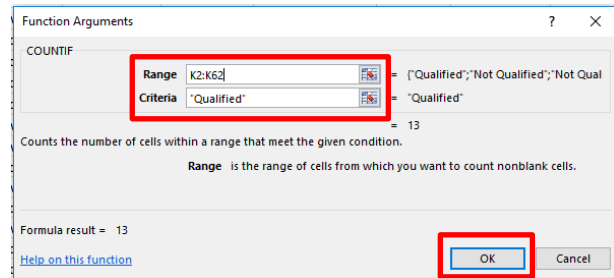 Function Arguments ? ×
COUNTIF
Range K2:K62 = {"Qualified";"Not Qualified";"Not Qual
Criteria "Qualified" = "Qualified"
= 13
Counts the number of cells within a range that meet the given condition.
Range is the range of cells from which you want to count nonblank cells.
Formula result = 13
Help on this function OK Cancel